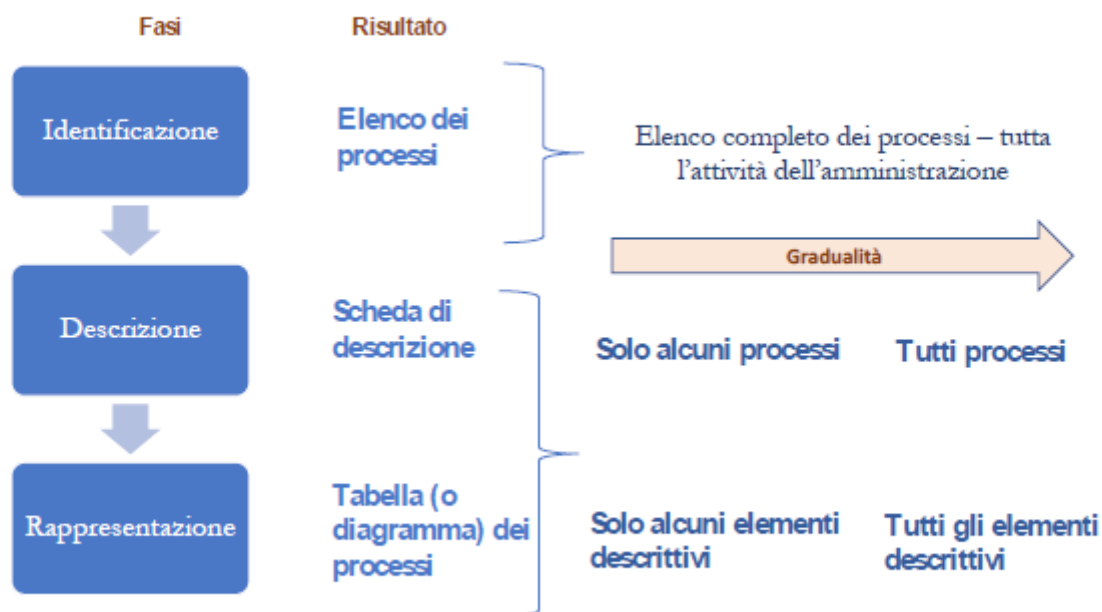 Fasi
Risultato
Identificazione
Elenco dei
processi
Elenco completo dei processi – tutta
l'attività dell'amministrazione
Gradualità
Descrizione
Scheda di
descrizione
Solo alcuni processi
Tutti processi
Rappresentazione
Tabella (o
diagramma) dei
processi
Solo alcuni elementi
descrittivi
Tutti gli elementi
descrittivi